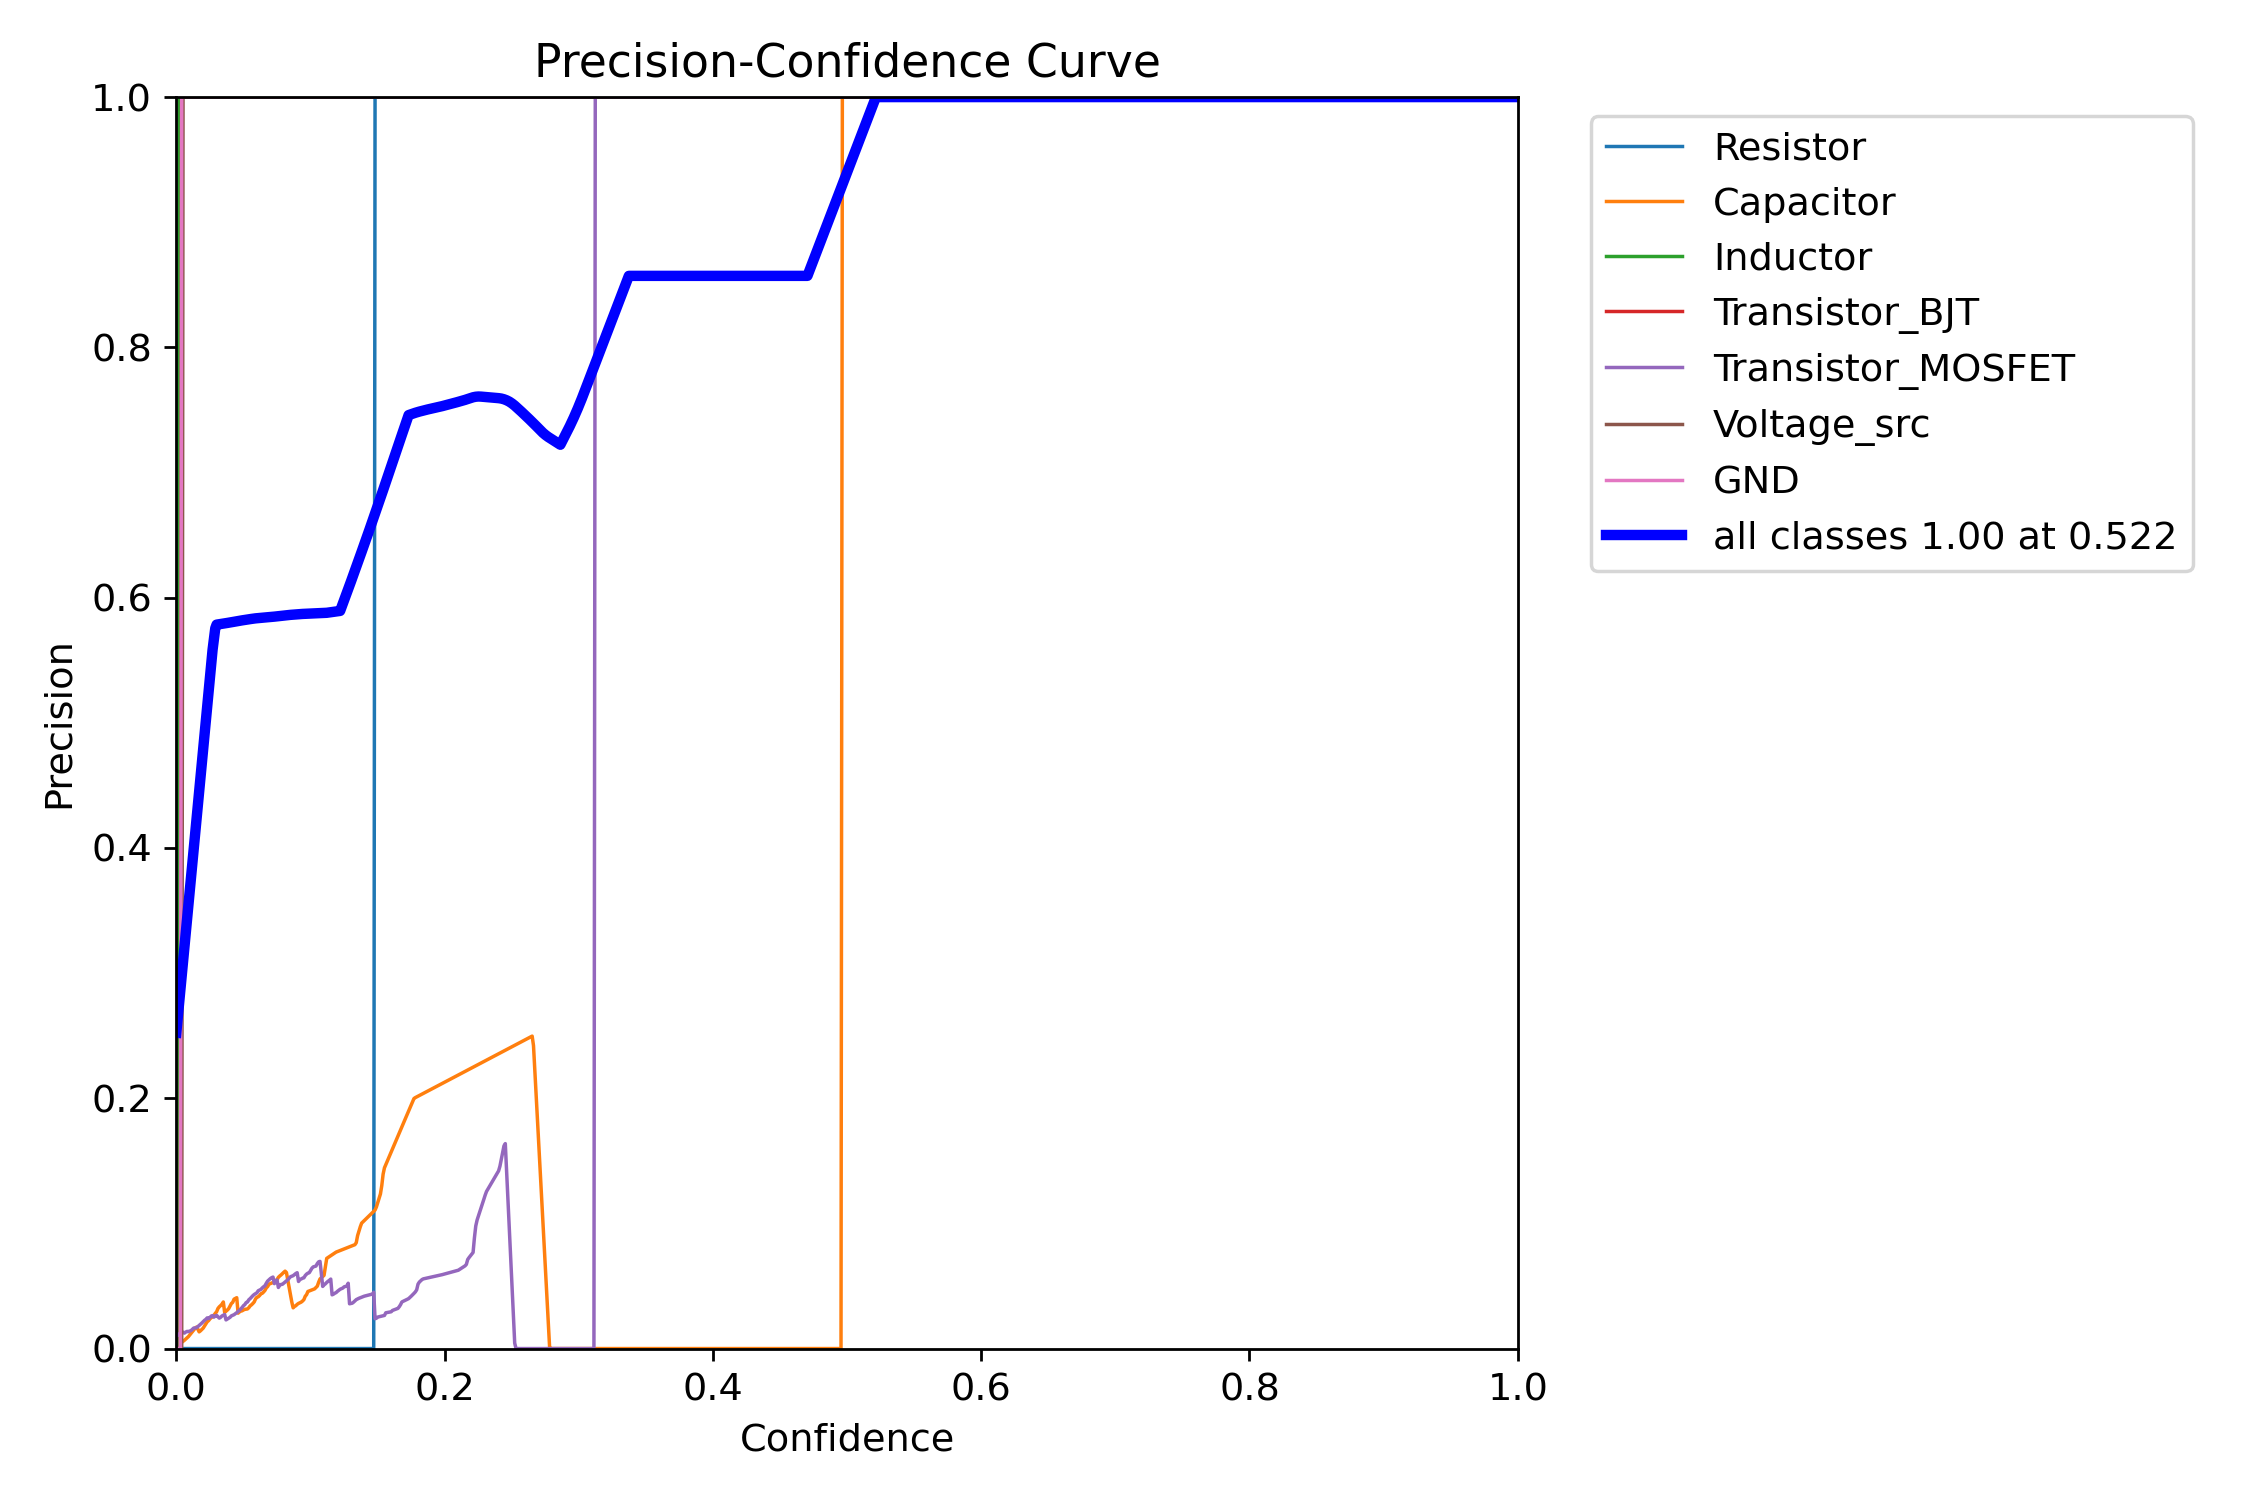 Precision-Confidence Curve
1.0
0.8
0.6
0.4
0.2
0.0
Precision
0.0 0.2 0.4 0.6 0.8 1.0
Confidence
Resistor
Capacitor
Inductor
Transistor_BJT
Transistor_MOSFET
Voltage_src
GND
all classes 1.00 at 0.522